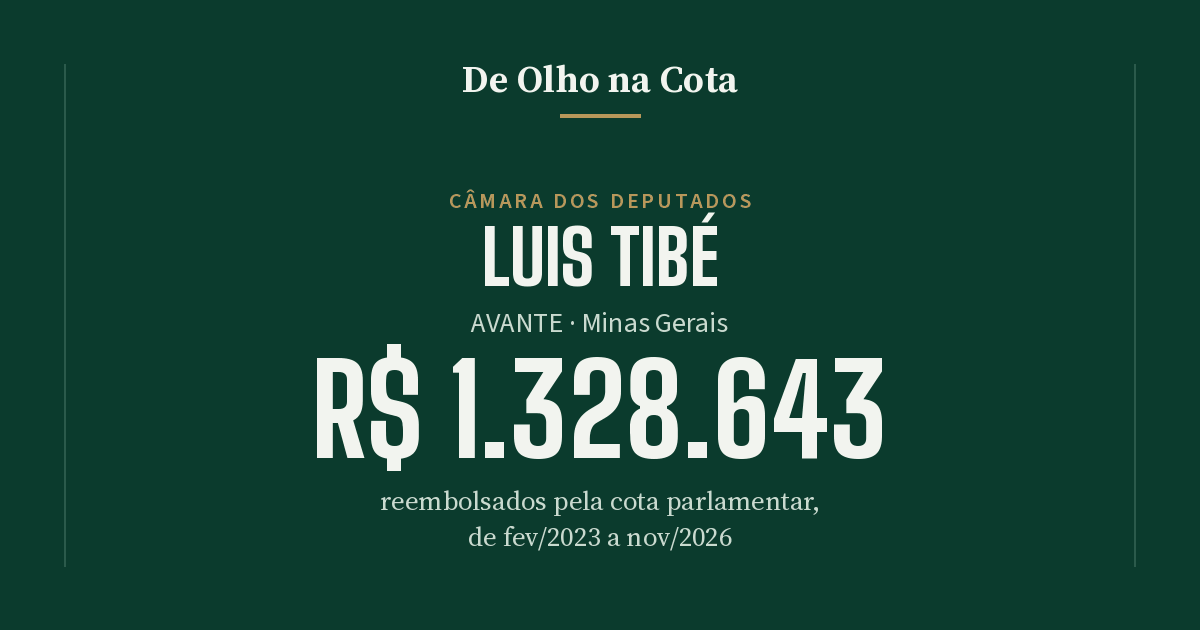 De Olho na Cota
CÂMARA DOS DEPUTADOS
LUIS TIBÉ
AVANTE · Minas Gerais
R$ 1.328.643
reembolsados pela cota parlamentar,
de fev/2023 a nov/2026